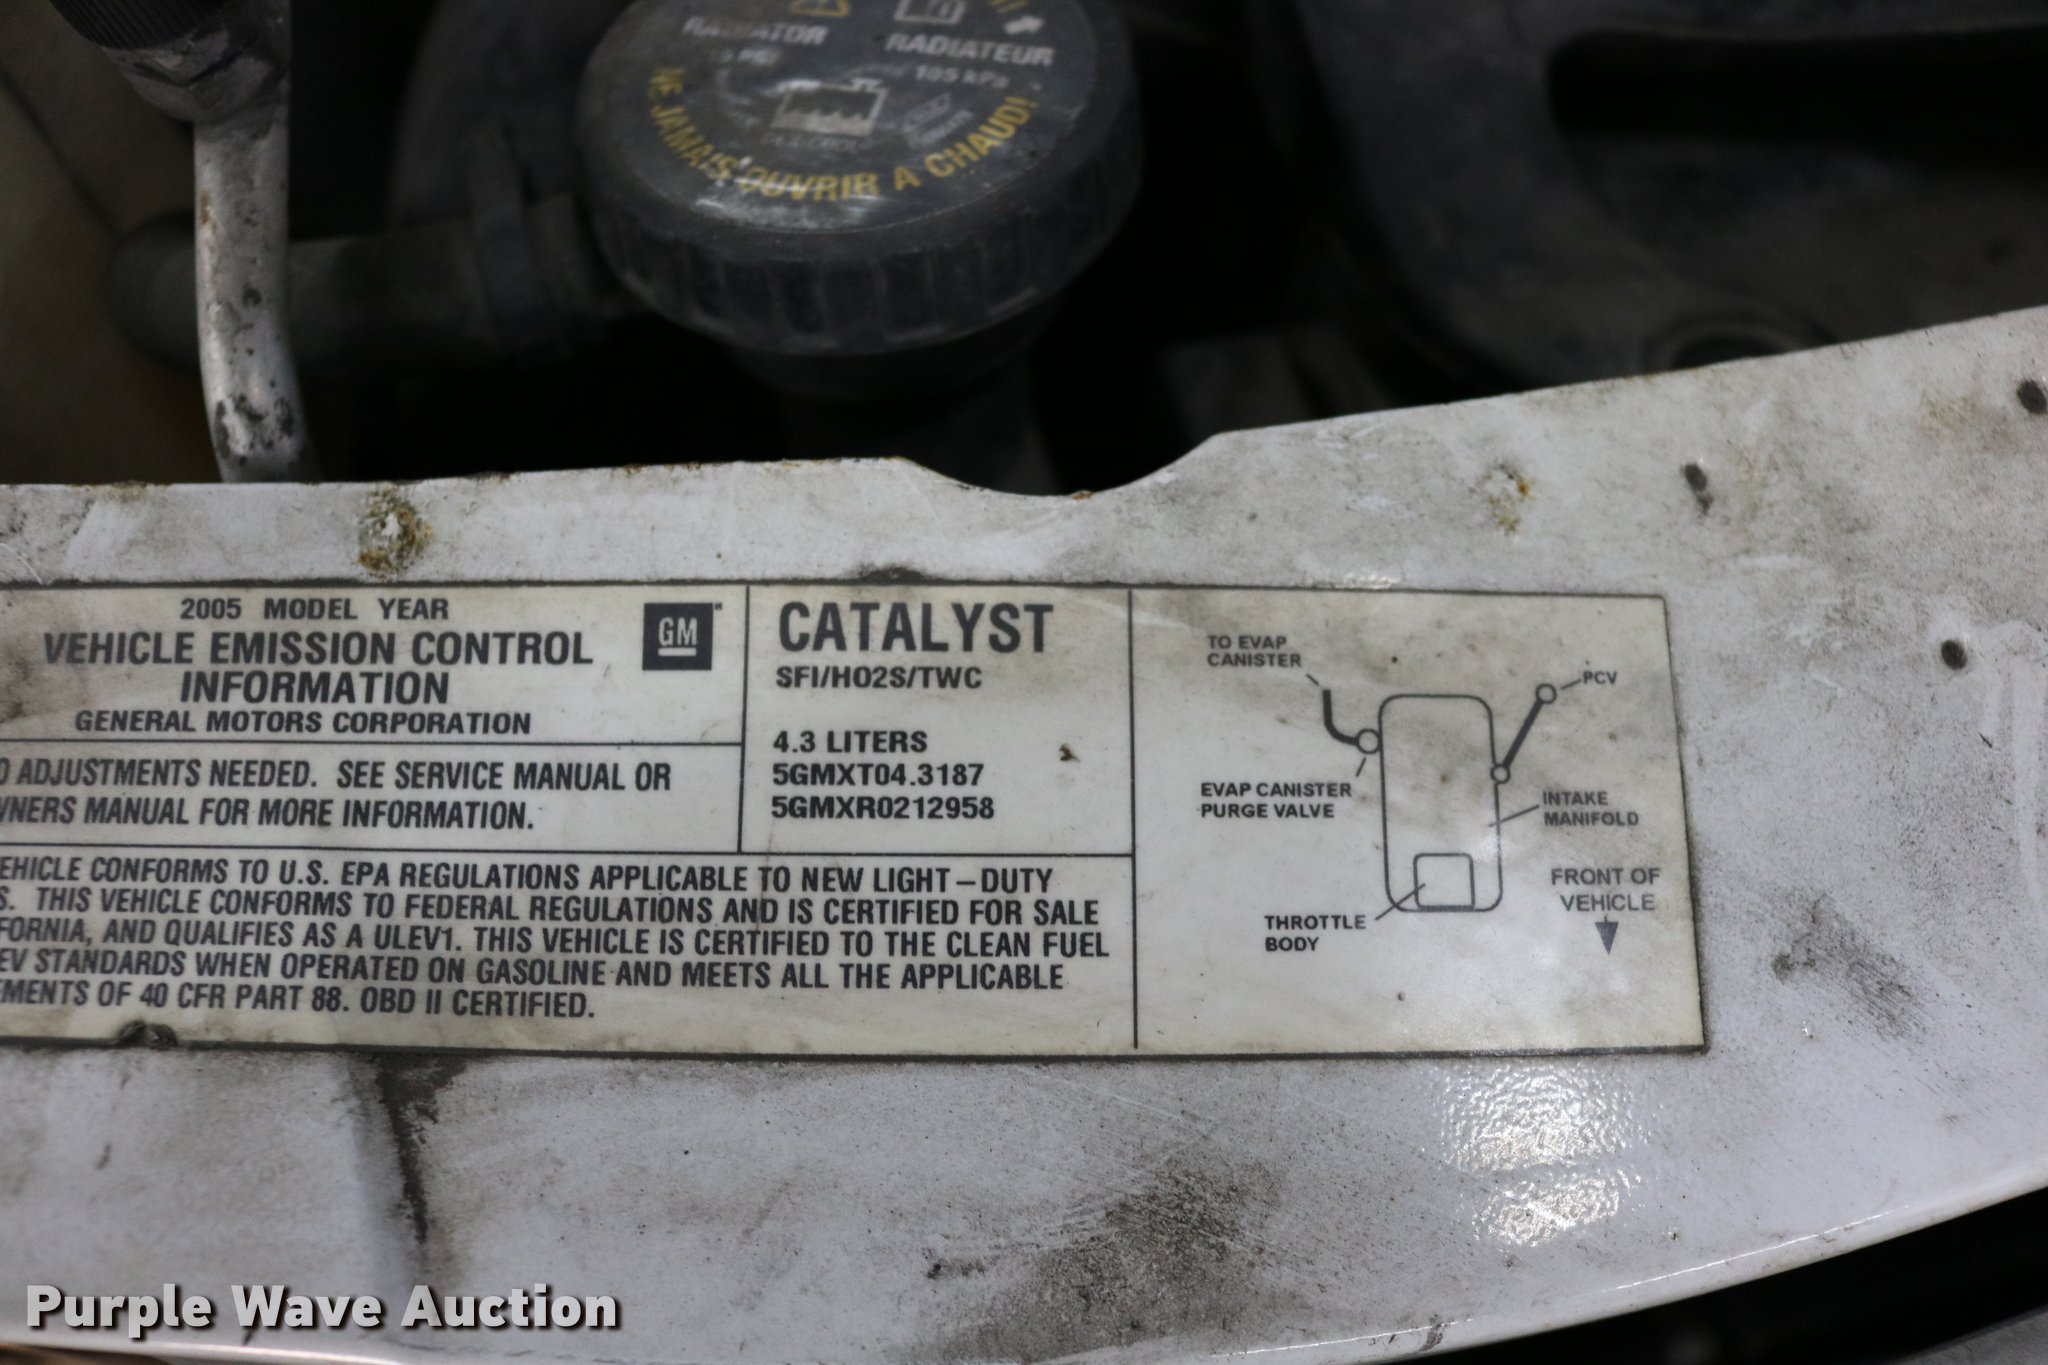 RADIATOR
15 PSI
RADIATEUR
105 kPa
NE JAMAIS OUVRIR A CHAUD!
2005 MODEL YEAR
VEHICLE EMISSION CONTROL
INFORMATION
GENERAL MOTORS CORPORATION
GM
ADJUSTMENTS NEEDED. SEE SERVICE MANUAL OR
MANUAL FOR MORE INFORMATION.
CATALYST
SFI/HO2S/TWC
4.3 LITERS
5GMXT04.3187
5GMXR0212958
EHICLE CONFORMS TO U.S. EPA REGULATIONS APPLICABLE TO NEW LIGHT-DUTY
S. THIS VEHICLE CONFORMS TO FEDERAL REGULATIONS AND IS CERTIFIED FOR SALE
FORNIA, AND QUALIFIES AS A ULEV1. THIS VEHICLE IS CERTIFIED TO THE CLEAN FUEL
EV STANDARDS WHEN OPERATED ON GASOLINE AND MEETS ALL THE APPLICABLE
EMENTS OF 40 CFR PART 88. OBD II CERTIFIED.
TO EVAP
CANISTER
PCV
EVAP CANISTER
PURGE VALVE
INTAKE
MANIFOLD
FRONT OF
VEHICLE
THROTTLE
BODY
Purple Wave Auction